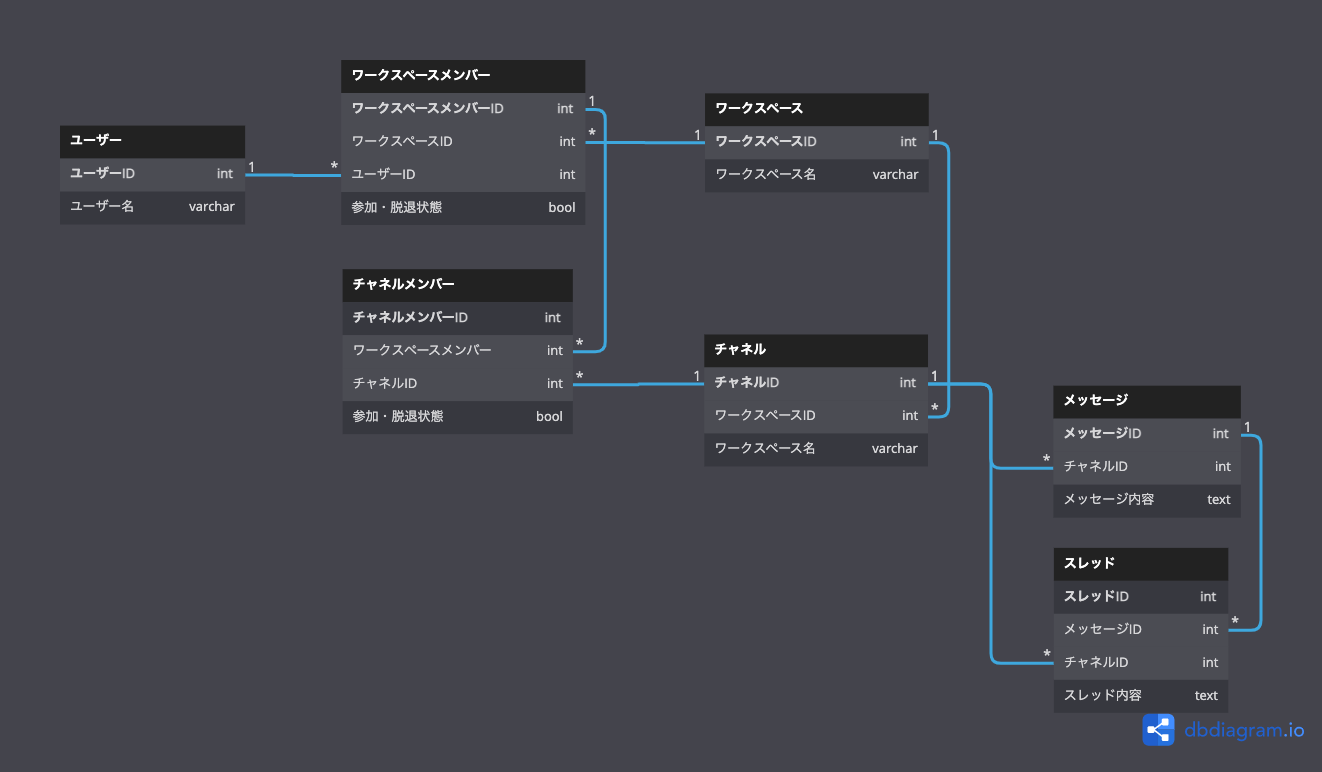 ユーザー
ユーザーID int
ユーザー名 varchar
1 *
ワークスペースメンバー
ワークスペースメンバーID int
ワークスペースID int
ユーザーID int
参加・脱退状態 bool
1
* 1
ワークスペース
ワークスペースID int
ワークスペース名 varchar
1
チャネルメンバー
チャネルメンバーID int
ワークスペースメンバー int
チャネルID int
参加・脱退状態 bool
*
* 1
チャネル
チャネルID int
ワークスペースID int
ワークスペース名 varchar
1
*
メッセージ
メッセージID int
チャネルID int
メッセージ内容 text
1
*
スレッド
スレッドID int
メッセージID int
チャネルID int
スレッド内容 text
*
*
dbdiagram.io